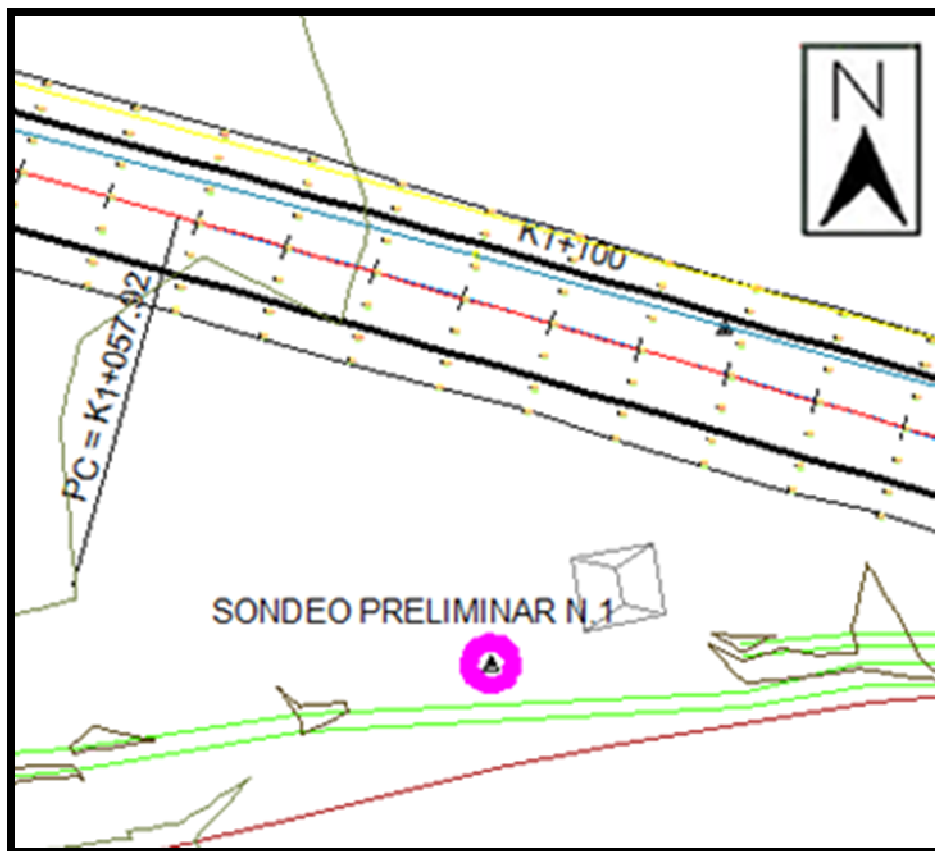 N
K1+100
PC = K1+057.92
SONDEO PRELIMINAR N.1